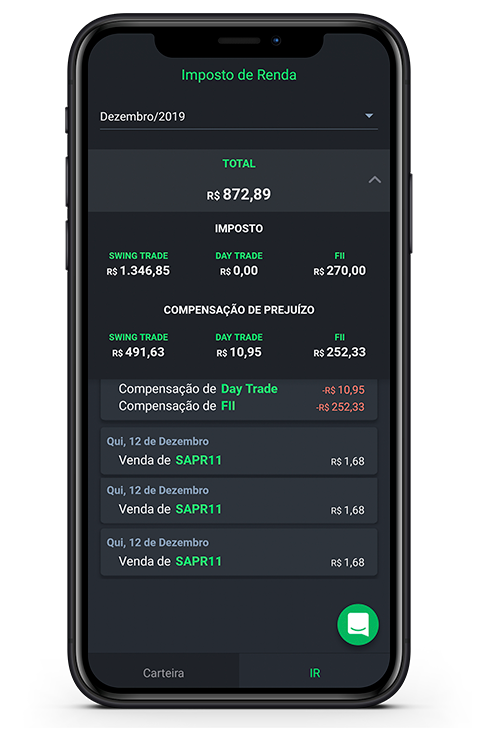 Imposto de Renda
Dezembro/2019
TOTAL
R$ 872,89
IMPOSTO
SWING TRADE DAY TRADE FII
R$ 1.346,85 R$ 0,00 R$ 270,00
COMPENSAÇÃO DE PREJUÍZO
SWING TRADE DAY TRADE FII
R$ 491,63 R$ 10,95 R$ 252,33
Compensação de Day Trade -R$ 10,95
Compensação de FII -R$ 252,33
Qui, 12 de Dezembro
Venda de SAPR11 R$ 1,68
Qui, 12 de Dezembro
Venda de SAPR11 R$ 1,68
Qui, 12 de Dezembro
Venda de SAPR11 R$ 1,68
Carteira IR